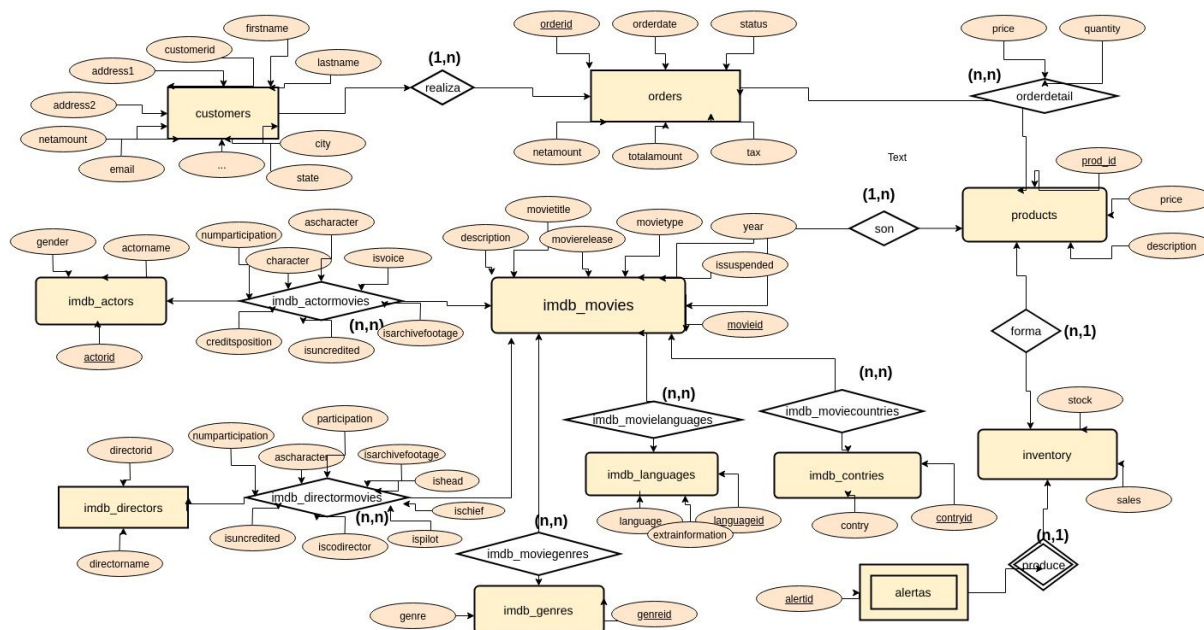 firstname
orderid
orderdate
status
price
quantity
customerid
lastname
(1,n)
(n,n)
address1
realiza
orders
orderdetail
address2
customers
netamount
city
netamount
totalamount
tax
Text
prod_id
email
...
state
(1,n)
movietitle
ascharacter
movietype
price
numparticipation
description
movierelease
year
son
products
gender
actorname
isvoice
description
character
issuspended
imdb_actors
imdb_actormovies
imdb_movies
(n,n)
isarchivefootage
movieid
forma
(n,1)
creditsposition
isuncredited
actorid
(n,n)
(n,n)
stock
imdb_movielanguages
imdb_moviecountries
participation
numparticipation
directorid
isarchivefootage
ascharacter
inventory
imdb_languages
imdb_contries
ishead
imdb_directors
imdb_directormovies
sales
(n,n)
ischief
language
languageid
contry
contryid
extrainformation
isuncredited
iscodirector
ispilot
(n,n)
(n,1)
directorname
imdb_moviegenres
produce
alertid
alertas
genre
imdb_genres
genreid